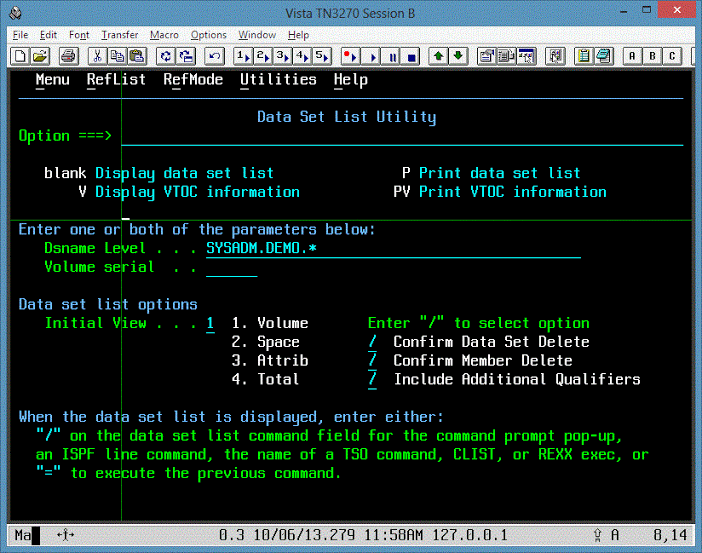 Vista TN3270 Session B
File Edit Font Transfer Macro Options Window Help
1 2 3 4 5 A B C
Menu RefList RefMode Utilities Help
Data Set List Utility
Option ===>
blank Display data set list P Print data set list
V Display VTOC information PV Print VTOC information
Enter one or both of the parameters below:
Dsname Level . . . SYSADM.DEMO.*
Volume serial . .
Data set list options
Initial View . . . 1 1. Volume Enter "/" to select option
2. Space / Confirm Data Set Delete
3. Attrib / Confirm Member Delete
4. Total / Include Additional Qualifiers
When the data set list is displayed, enter either:
"/" on the data set list command field for the command prompt pop-up,
an ISPF line command, the name of a TSO command, CLIST, or REXX exec, or
"=" to execute the previous command.
Ma 0.3 10/06/13.279 11:58AM 127.0.0.1 A 8,14